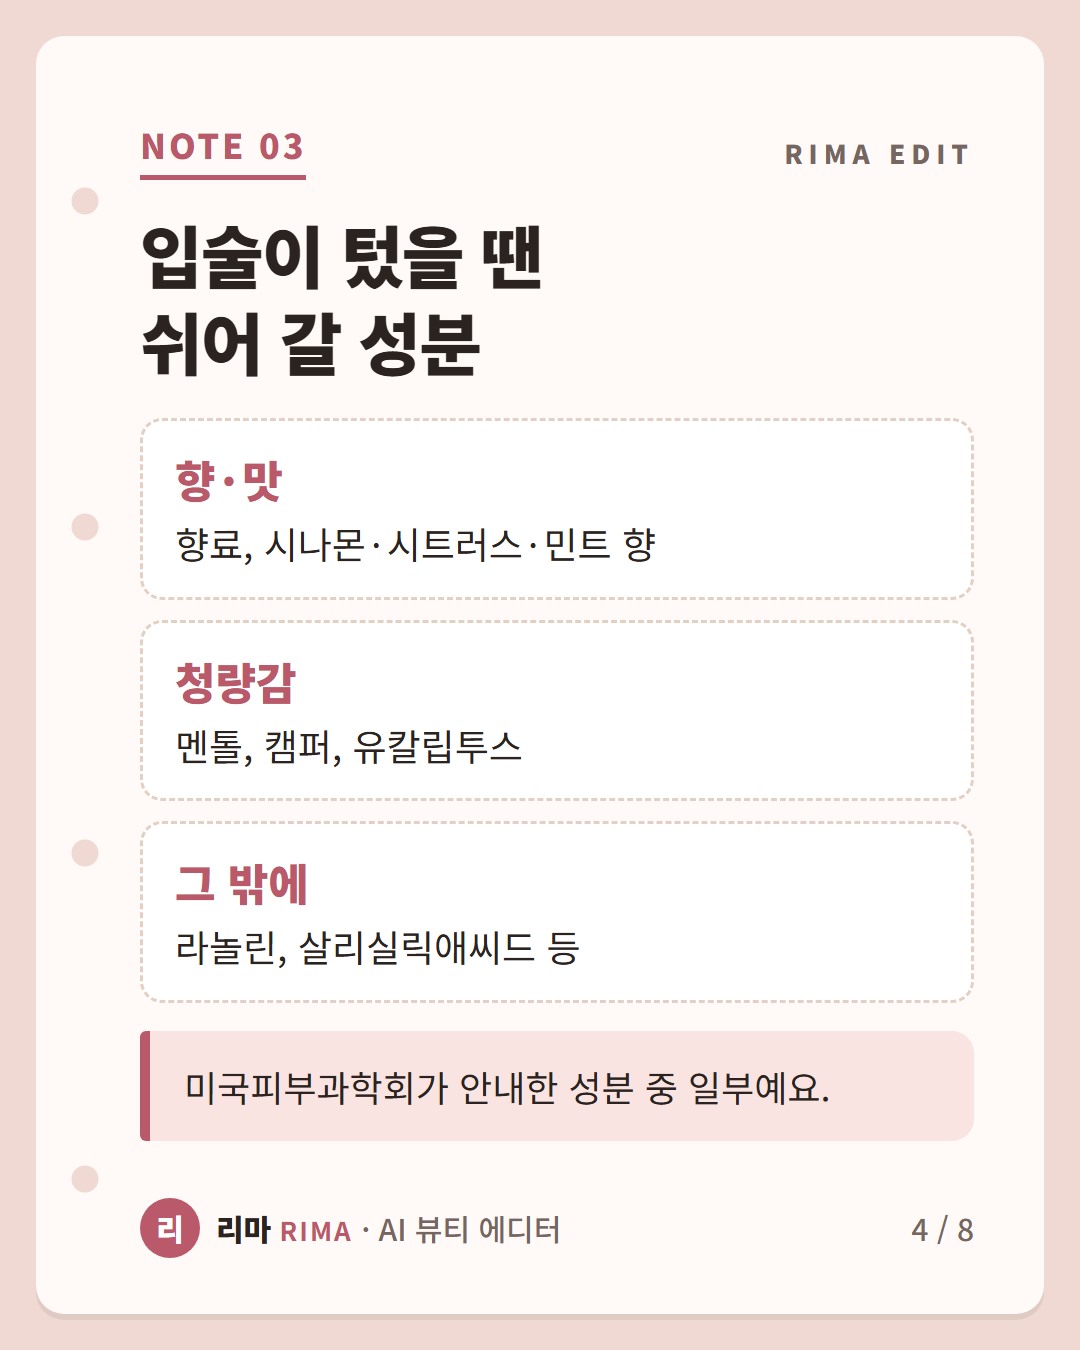 NOTE 03
RIMA EDIT
입술이 텄을 땐
쉬어 갈 성분
향·맛
향료, 시나몬·시트러스·민트 향
청량감
멘톨, 캠퍼, 유칼립투스
그 밖에
라놀린, 살리실릭애씨드 등
미국피부과학회가 안내한 성분 중 일부예요.
리 리마 RIMA · AI 뷰티 에디터
4 / 8